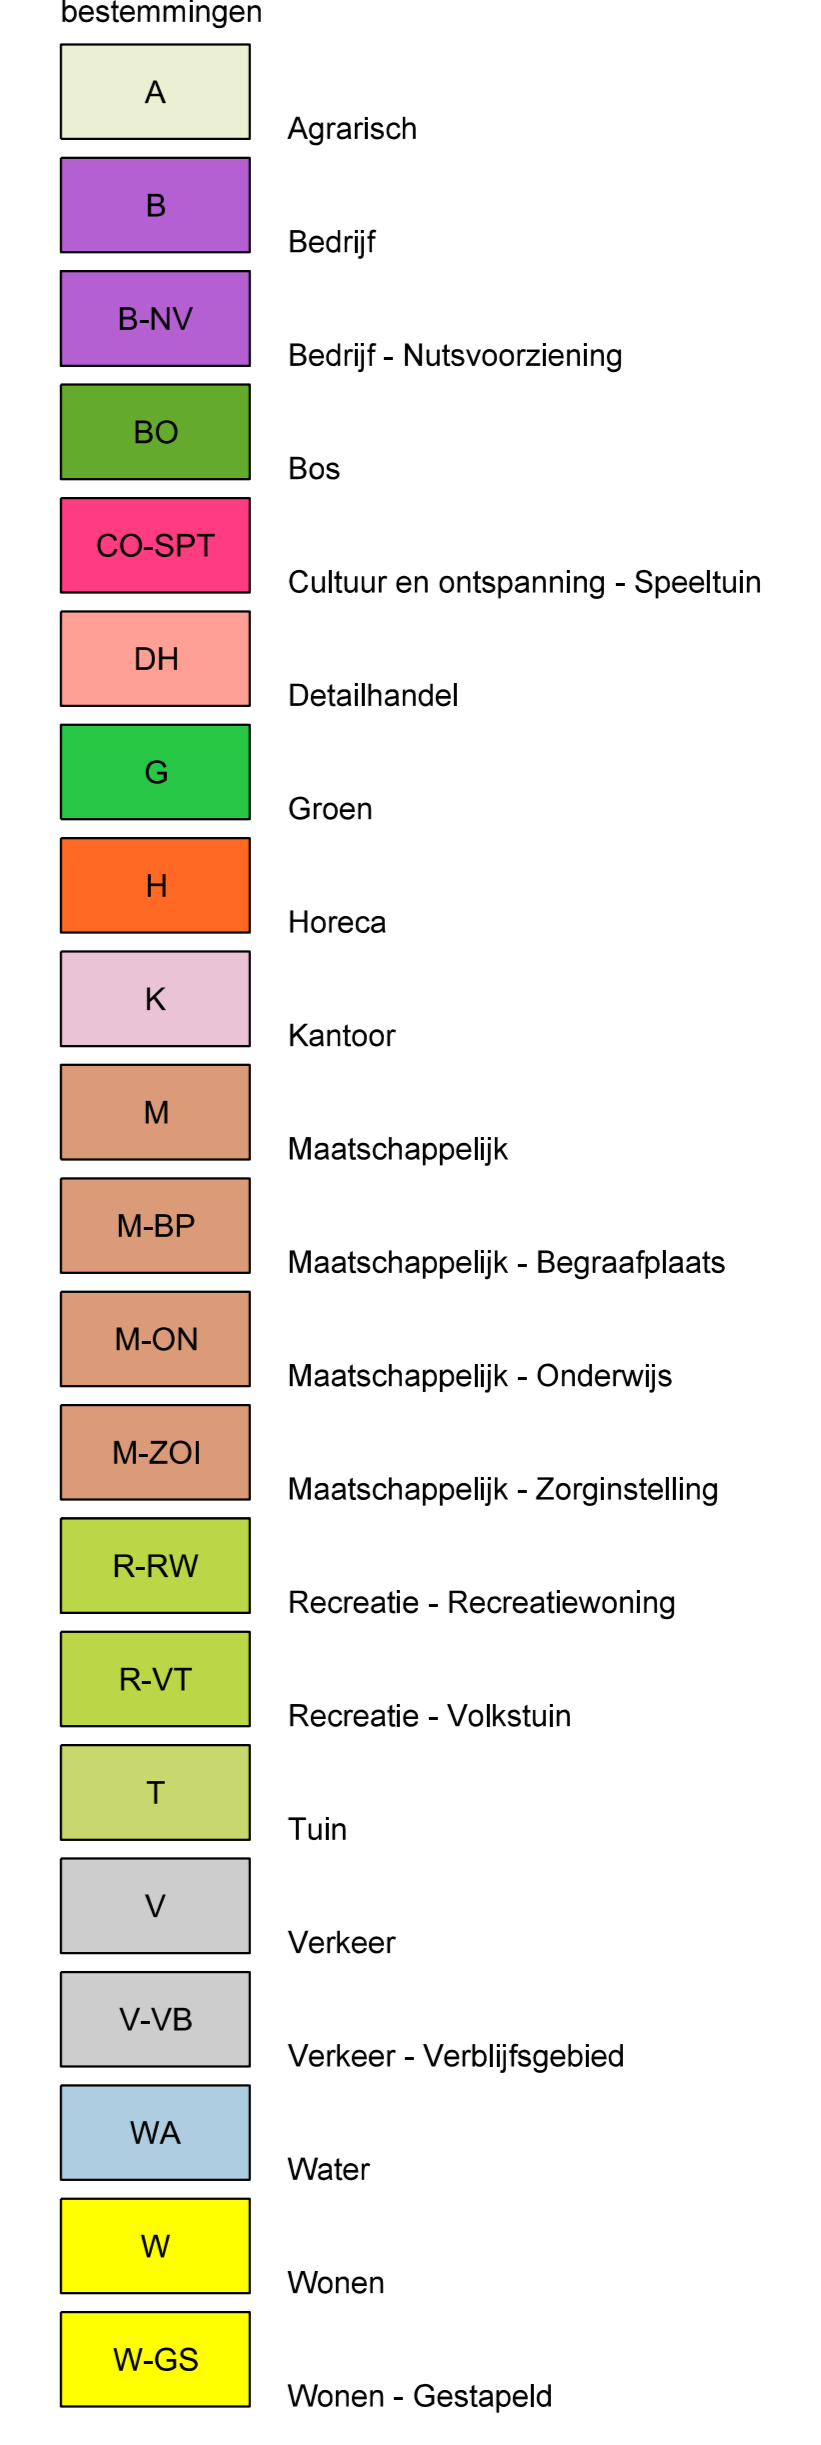 bestemmingen
A
Agrarisch
B
Bedrijf
B-NV
Bedrijf - Nutsvoorziening
BO
Bos
CO-SPT
Cultuur en ontspanning - Speeltuin
DH
Detailhandel
G
Groen
H
Horeca
K
Kantoor
M
Maatschappelijk
M-BP
Maatschappelijk - Begraafplaats
M-ON
Maatschappelijk - Onderwijs
M-ZOI
Maatschappelijk - Zorginstelling
R-RW
Recreatie - Recreatiewoning
R-VT
Recreatie - Volkstuin
T
Tuin
V
Verkeer
V-VB
Verkeer - Verblijfsgebied
WA
Water
W
Wonen
W-GS
Wonen - Gestapeld